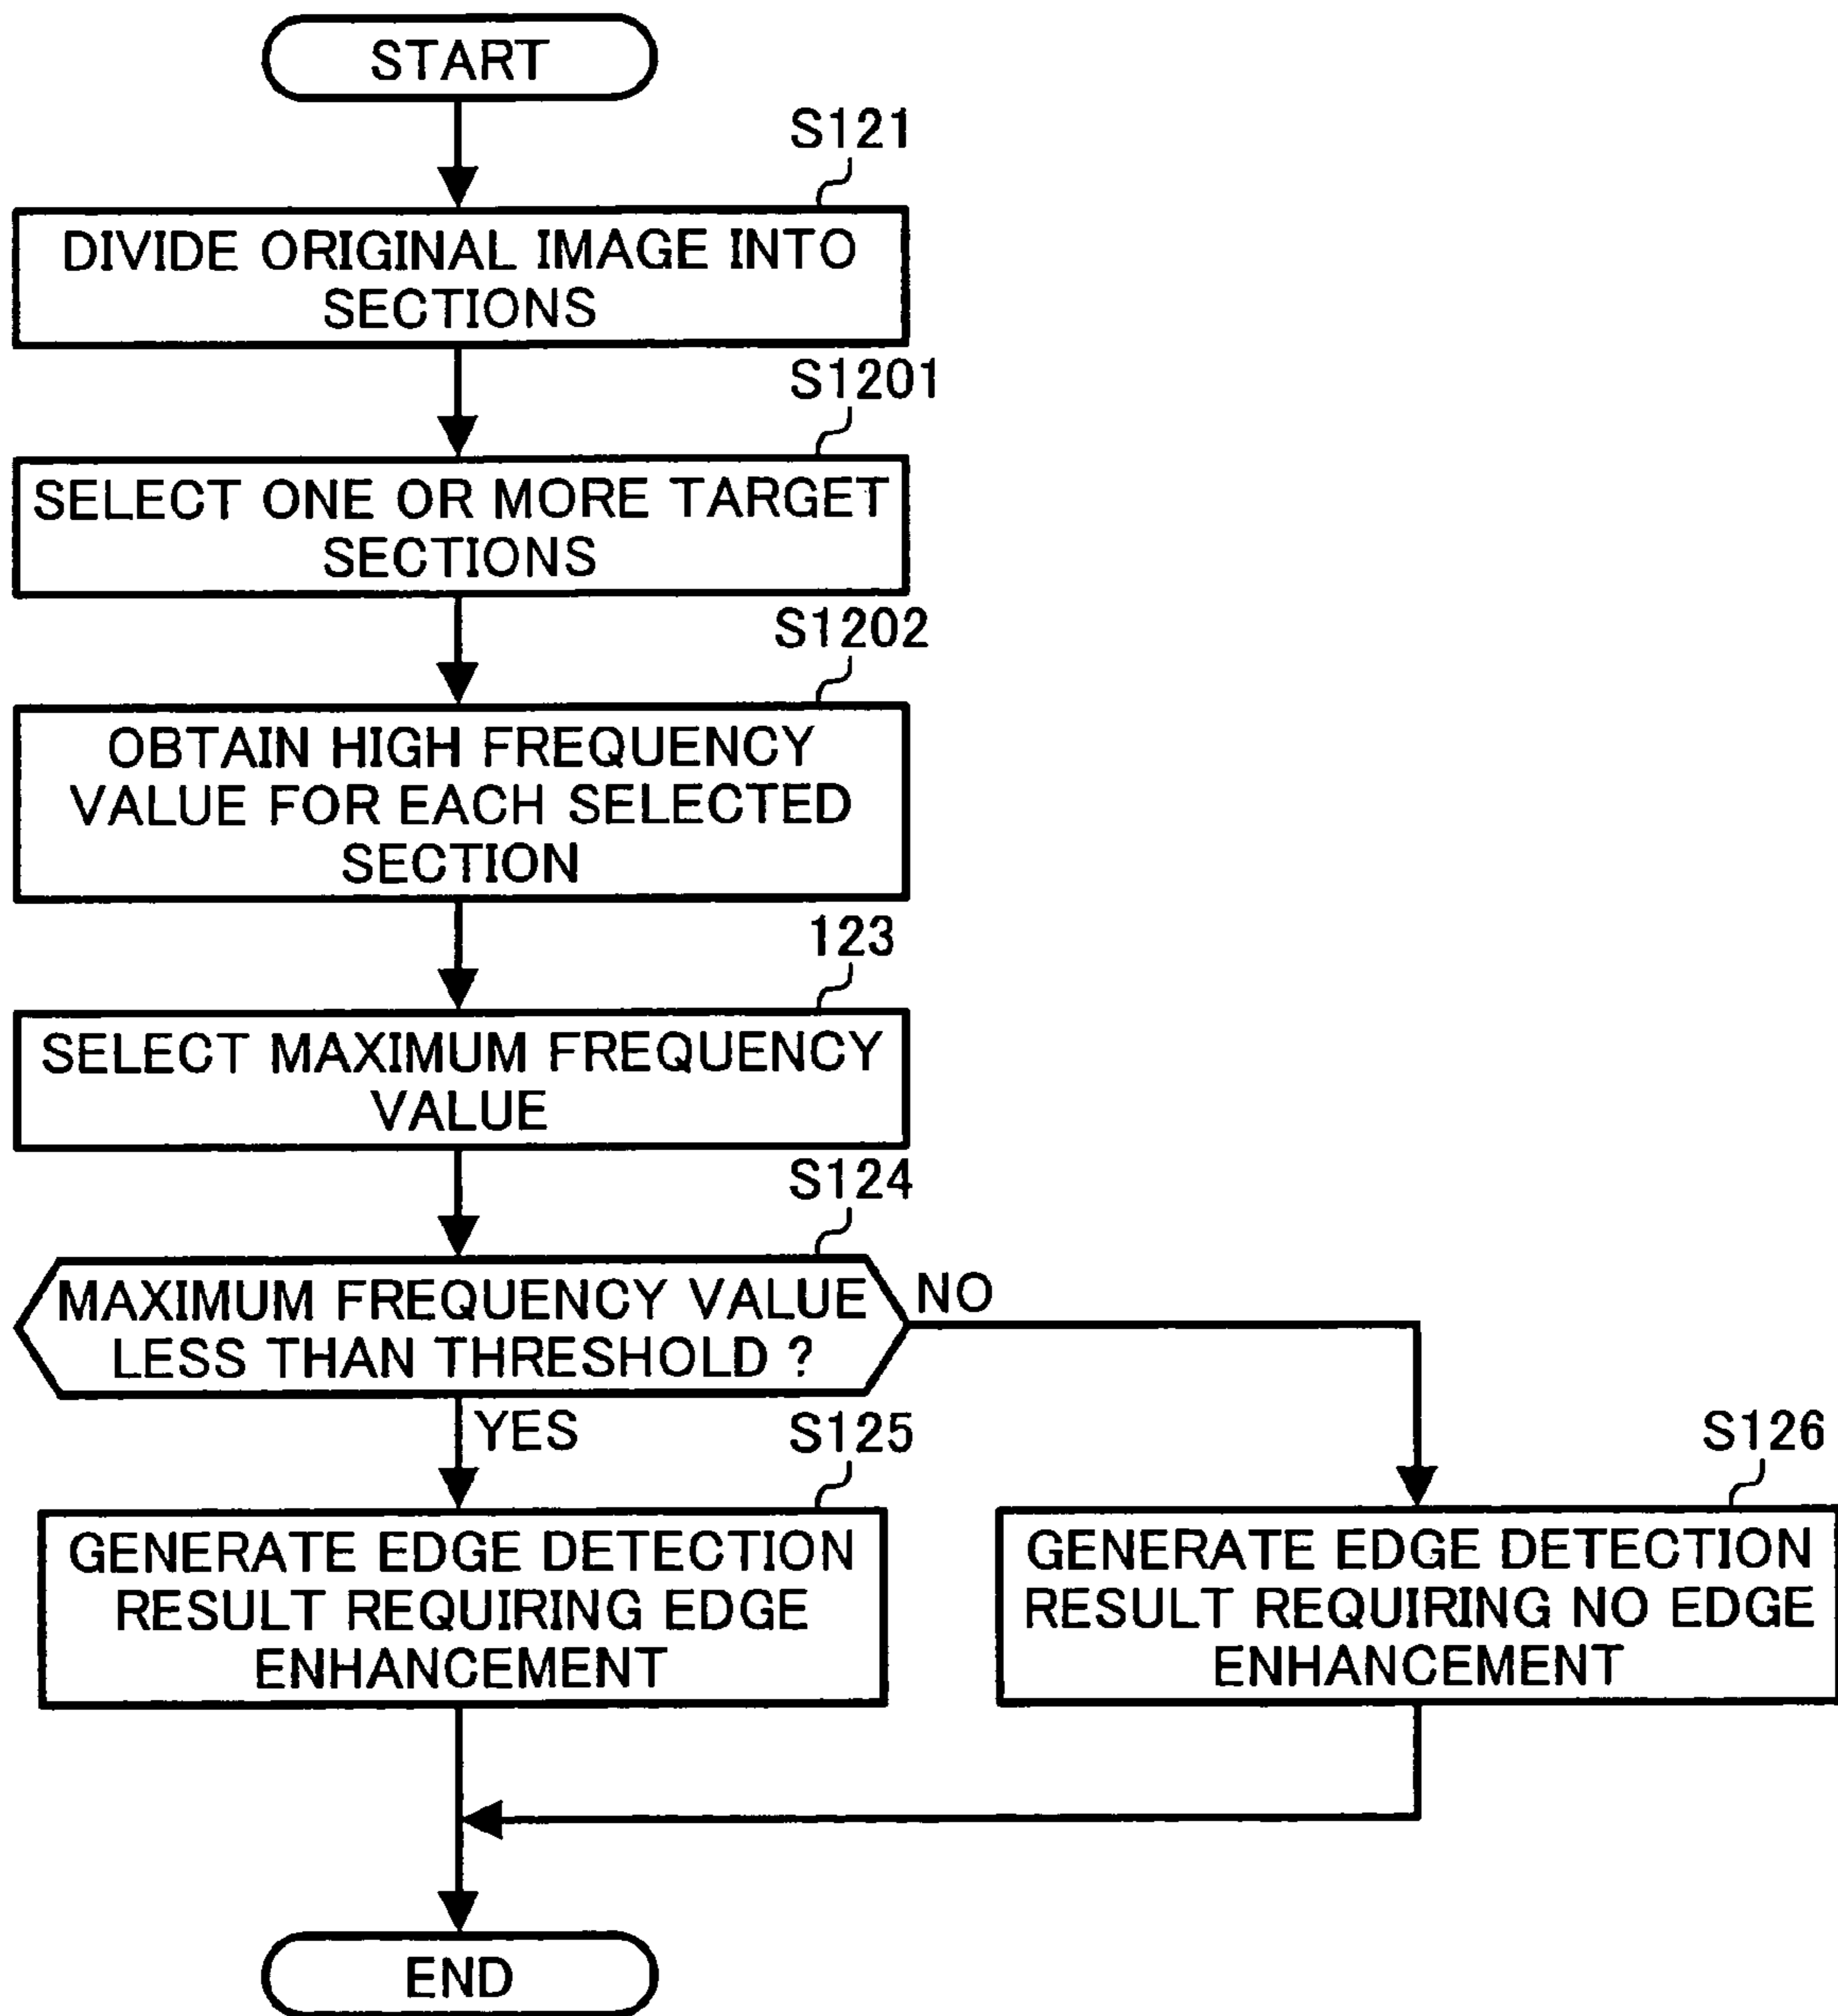 START
S121
DIVIDE ORIGINAL IMAGE INTO
SECTIONS
S1201
SELECT ONE OR MORE TARGET
SECTIONS
S1202
OBTAIN HIGH FREQUENCY
VALUE FOR EACH SELECTED
SECTION
123
SELECT MAXIMUM FREQUENCY
VALUE
S124
MAXIMUM FREQUENCY VALUE
LESS THAN THRESHOLD ?
NO
YES
S125
GENERATE EDGE DETECTION
RESULT REQUIRING EDGE
ENHANCEMENT
S126
GENERATE EDGE DETECTION
RESULT REQUIRING NO EDGE
ENHANCEMENT
END